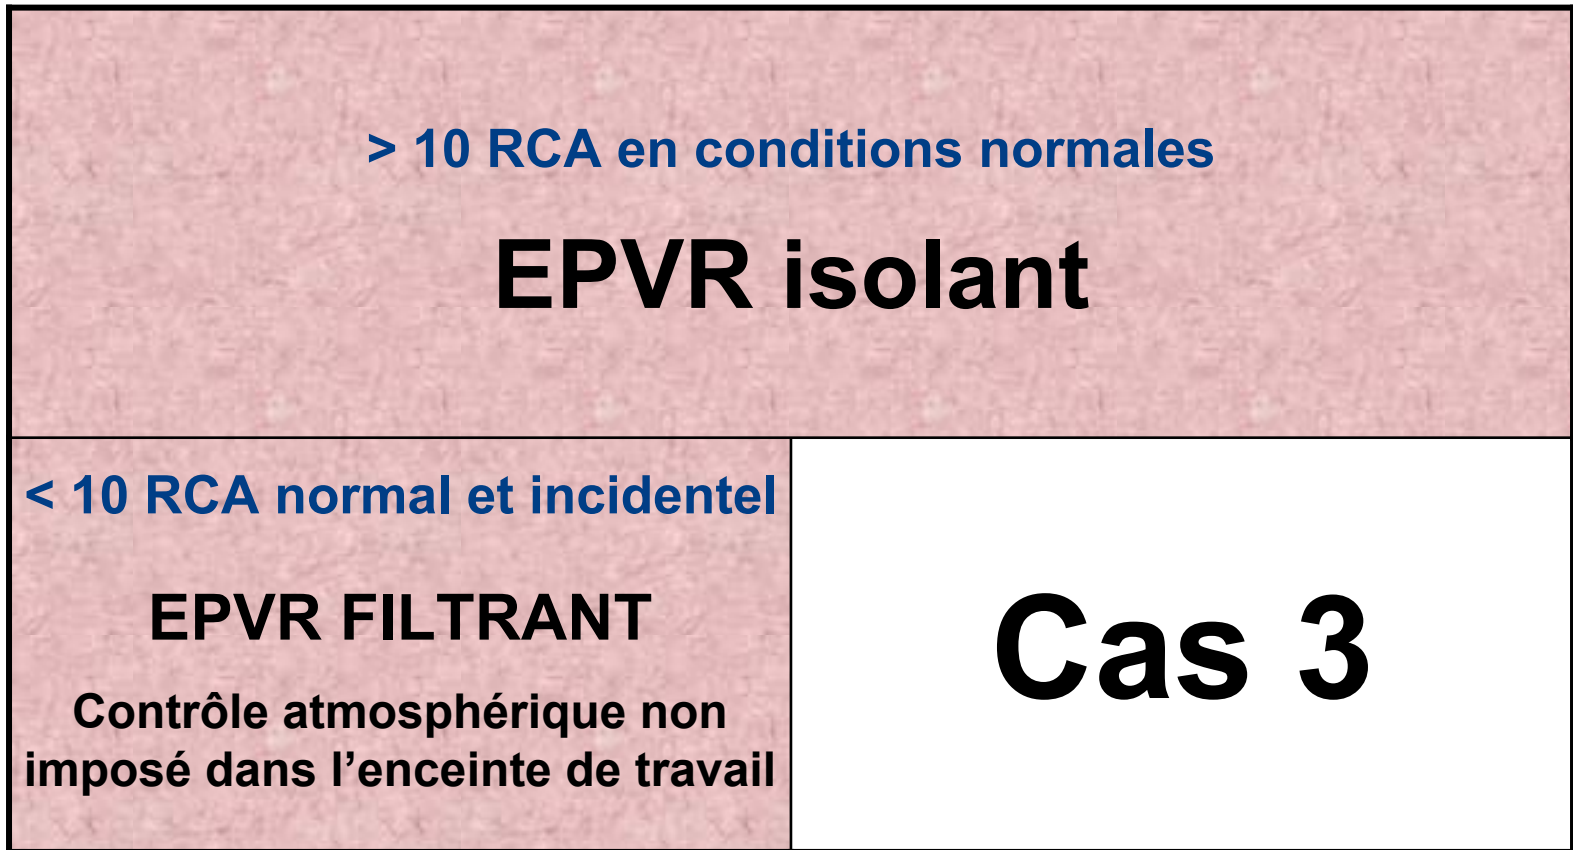 > 10 RCA en conditions normales
EPVR isolant
< 10 RCA normal et incidentel
EPVR FILTRANT
Contrôle atmosphérique non
imposé dans l’enceinte de travail
Cas 3